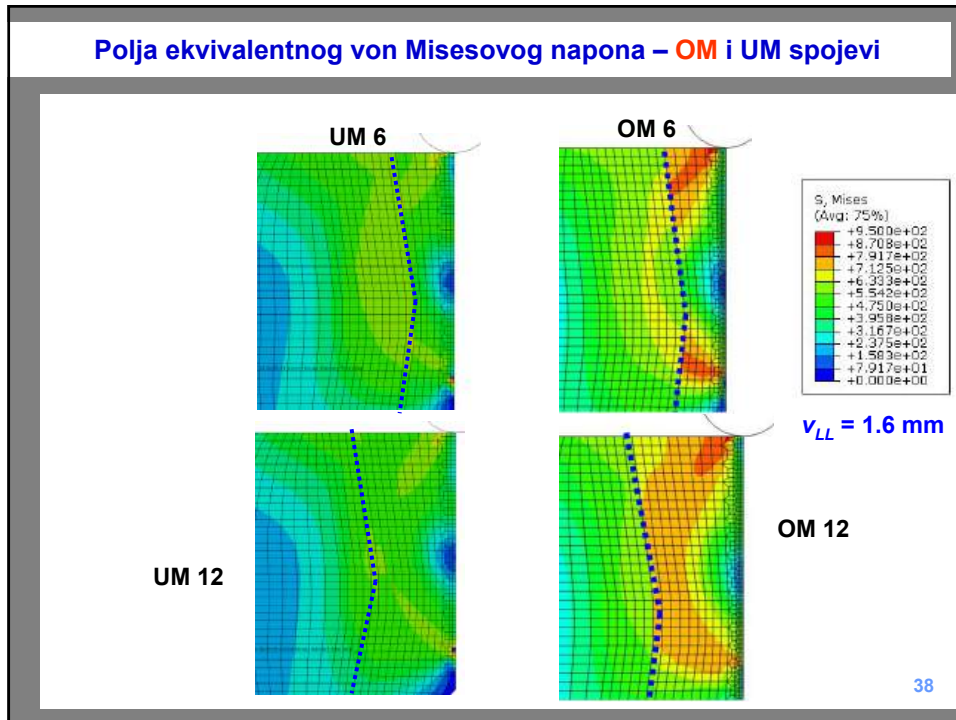 Polja ekvivalentnog von Misesovog napona – OM i UM spojevi
UM 6
OM 6
S, Mises
(Avg: 75%)
+9.500e+02
+8.708e+02
+7.917e+02
+7.125e+02
+6.333e+02
+5.542e+02
+4.750e+02
+3.958e+02
+3.167e+02
+2.375e+02
+1.583e+02
+7.917e+01
+0.000e+00
vLL = 1.6 mm
OM 12
UM 12
38